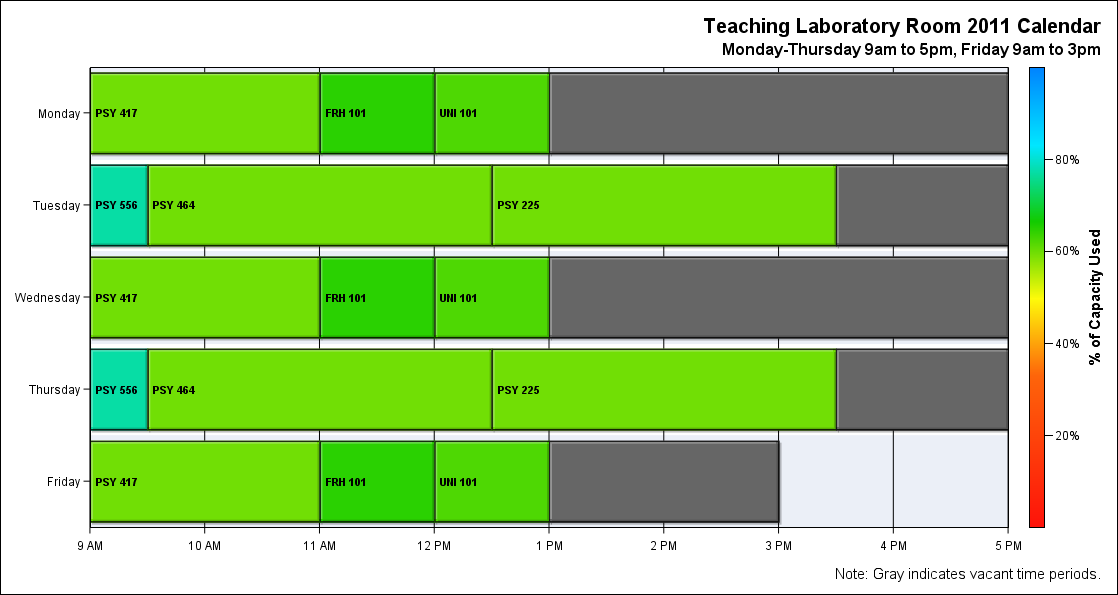 Teaching Laboratory Room 2011 Calendar
Monday-Thursday 9am to 5pm, Friday 9am to 3pm
Monday PSY 417 FRH 101 UNI 101
80%
Tuesday PSY 556 PSY 464 PSY 225
60%
Wednesday PSY 417 FRH 101 UNI 101
% of Capacity Used
40%
Thursday PSY 556 PSY 464 PSY 225
20%
Friday PSY 417 FRH 101 UNI 101
9 AM 10 AM 11 AM 12 PM 1 PM 2 PM 3 PM 4 PM 5 PM
Note: Gray indicates vacant time periods.